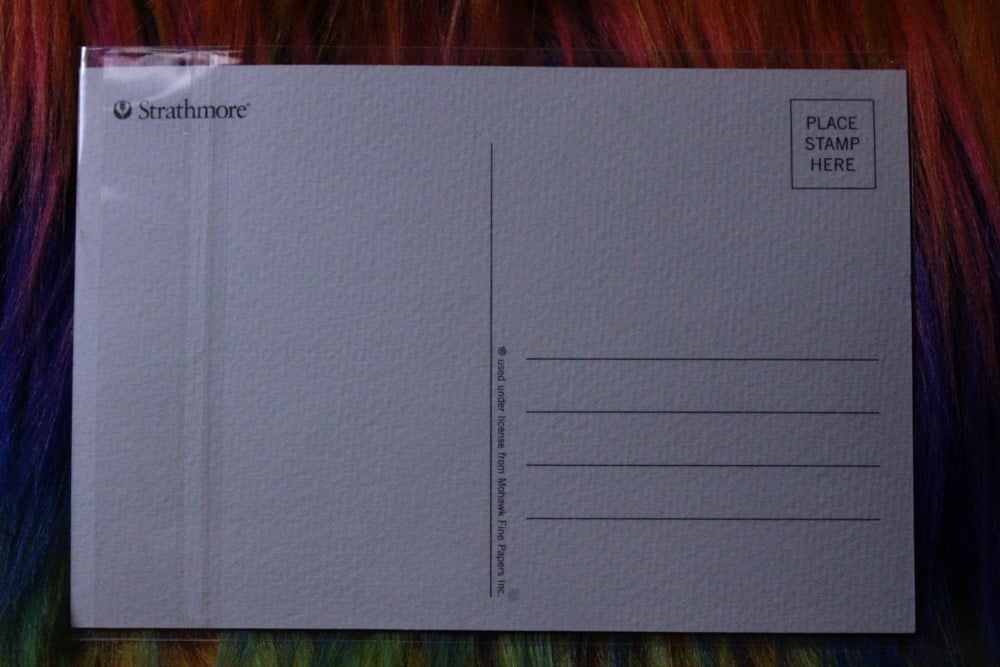 Strathmore®
PLACE
STAMP
HERE
® used under license from Mohawk Fine Papers Inc.